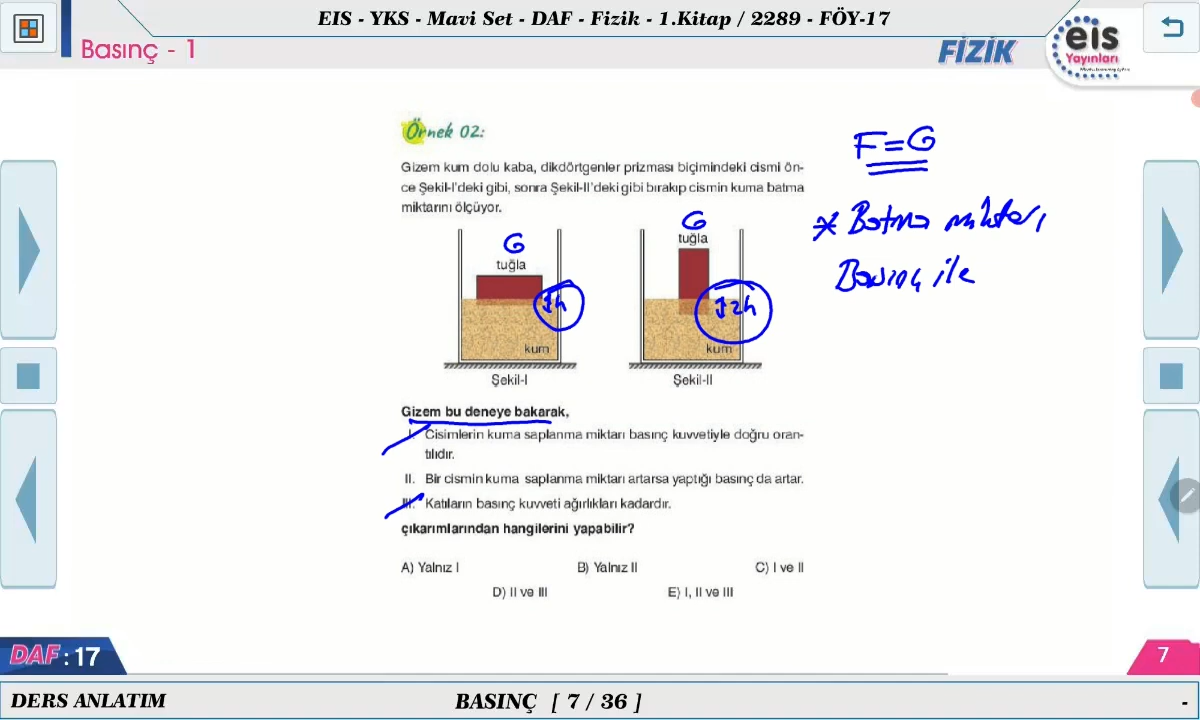 EIS - YKS - Mavi Set - DAF - Fizik - 1.Kitap / 2289 - FÖY-17
Basınç - 1
FİZİK
eis
Yayınları
Örnek 02:
Gizem kum dolu kaba, dikdörtgenler prizması biçimindeki cismi ön-
ce Şekil-I'deki gibi, sonra Şekil-II'deki gibi bırakıp cismin kuma batma
miktarını ölçüyor.
G
tuğla
h
kum
Şekil-I
G
tuğla
2h
kum
Şekil-II
F=G
* Batma miktarı
Basınç ile
Gizem bu deneye bakarak,
I. Cisimlerin kuma saplanma miktarı basınç kuvvetiyle doğru oran-
tılıdır.
II. Bir cismin kuma saplanma miktarı artarsa yaptığı basınç da artar.
III. Katıların basınç kuvveti ağırlıkları kadardır.
çıkarımlarından hangilerini yapabilir?
A) Yalnız I B) Yalnız II C) I ve II
D) II ve III E) I, II ve III
DAF : 17
7
DERS ANLATIM BASINÇ [ 7 / 36 ] -